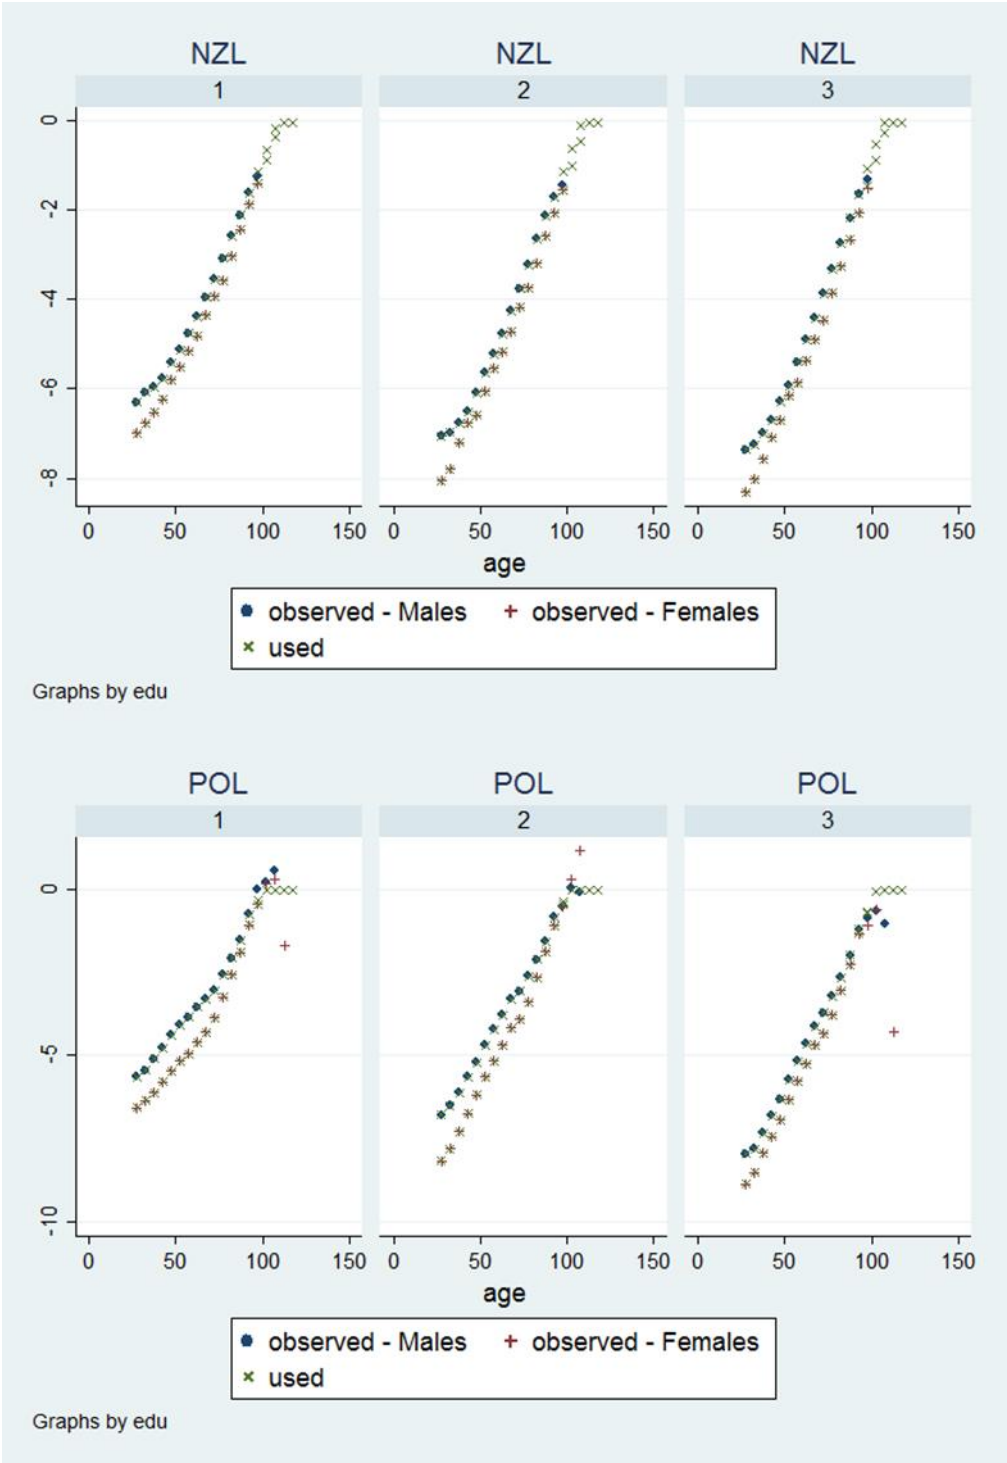 NZL NZL NZL
1 2 3
0
-2
-4
-6
-8
0 50 100 150 0 50 100 150 0 50 100 150
age
observed - Males observed - Females
used
Graphs by edu
POL POL POL
1 2 3
0
-5
-10
0 50 100 150 0 50 100 150 0 50 100 150
age
observed - Males observed - Females
used
Graphs by edu